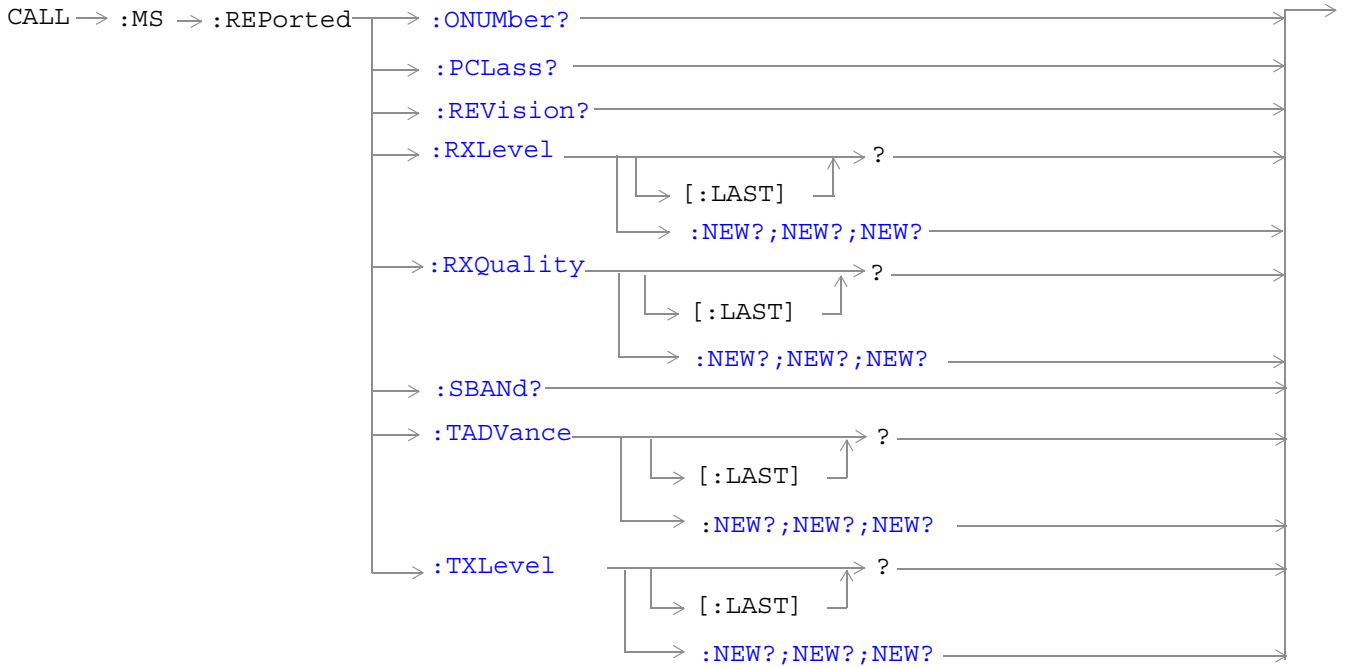 CALL :MS :REPorted :ONUMber?
:PCLass?
:REVision?
:RXLevel ?
[:LAST]
:NEW?;NEW?;NEW?
:RXQuality ?
[:LAST]
:NEW?;NEW?;NEW?
:SBANd?
:TADVance ?
[:LAST]
:NEW?;NEW?;NEW?
:TXLevel ?
[:LAST]
:NEW?;NEW?;NEW?